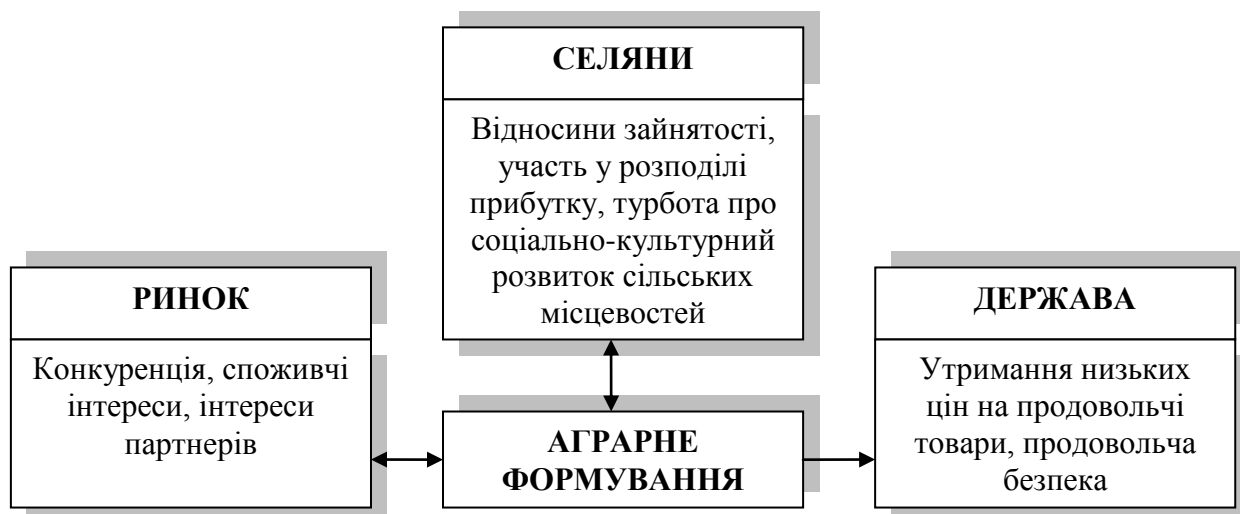 СЕЛЯНИ
Відносини зайнятості,
участь у розподілі
прибутку, турбота про
соціально-культурний
розвиток сільських
місцевостей
РИНОК
Конкуренція, споживчі
інтереси, інтереси
партнерів
АГРАРНЕ
ФОРМУВАННЯ
ДЕРЖАВА
Утримання низьких
цін на продовольчі
товари, продовольча
безпека